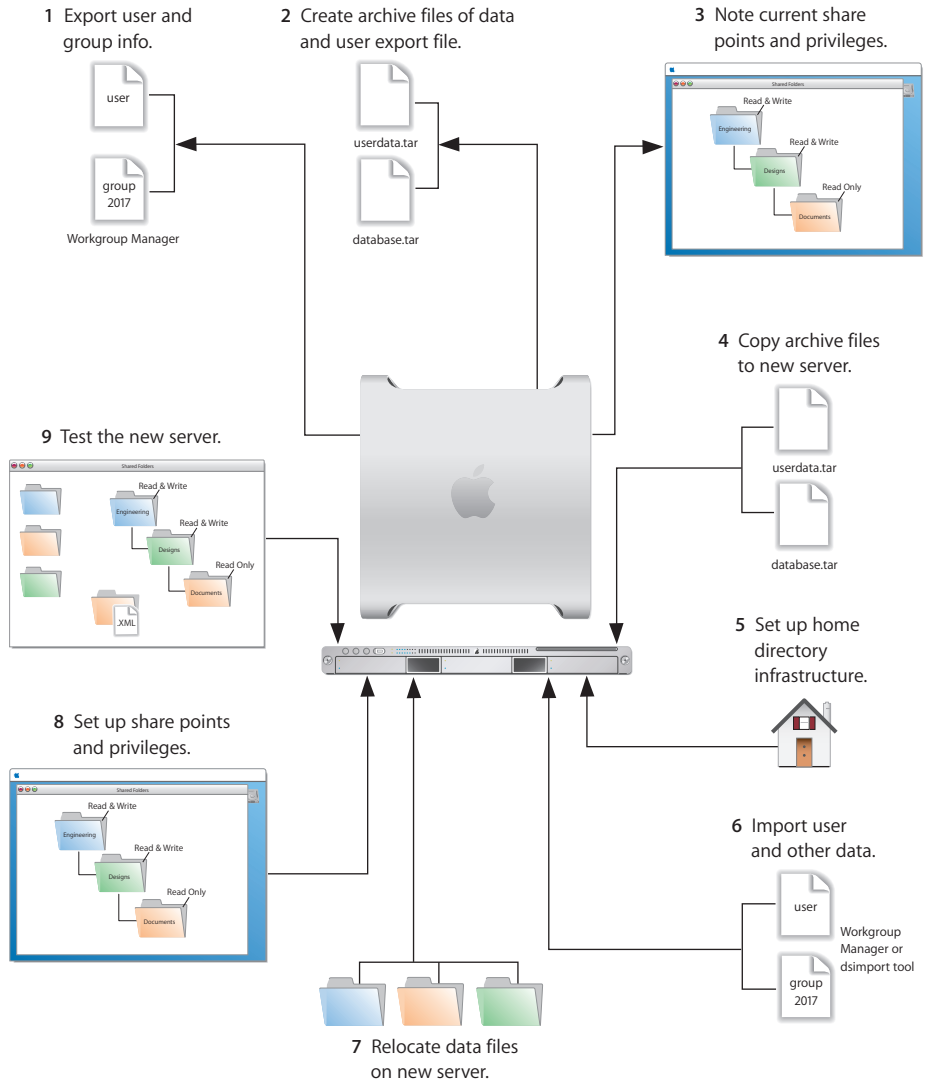 1 Export user and
group info.
user
group
2017
Workgroup Manager
2 Create archive files of data
and user export file.
userdata.tar
database.tar
3 Note current share
points and privileges.
Shared Folders
Read & Write
Engineering
Read & Write
Designs
Read Only
Documents
4 Copy archive files
to new server.
userdata.tar
database.tar
9 Test the new server.
Shared Folders
Read & Write
Engineering
Read & Write
Designs
Read Only
Documents
.XML
5 Set up home
directory
infrastructure.
8 Set up share points
and privileges.
Shared Folders
Read & Write
Engineering
Read & Write
Designs
Read Only
Documents
6 Import user
and other data.
user
group
2017
Workgroup
Manager or
dsimport tool
7 Relocate data files
on new server.